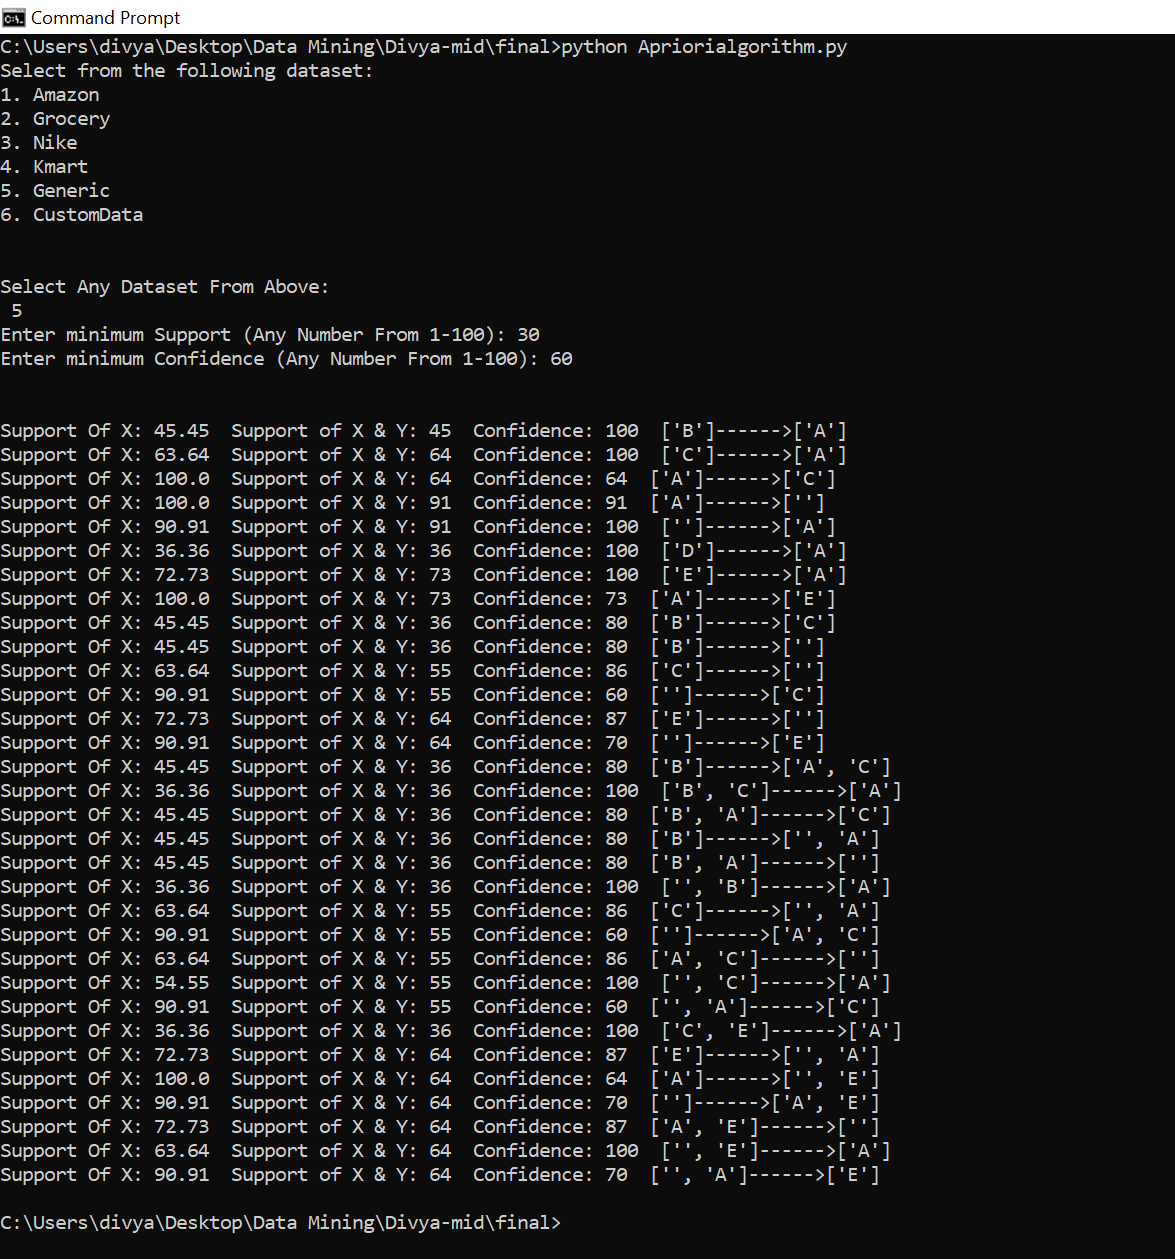 Command Prompt
C:\Users\divya\Desktop\Data Mining\Divya-mid\final>python Apriorialgorithm.py
Select from the following dataset:
1. Amazon
2. Grocery
3. Nike
4. Kmart
5. Generic
6. CustomData
Select Any Dataset From Above:
 5
Enter minimum Support (Any Number From 1-100): 30
Enter minimum Confidence (Any Number From 1-100): 60
Support Of X: 45.45  Support of X & Y: 45  Confidence: 100  ['B']------>['A']
Support Of X: 63.64  Support of X & Y: 64  Confidence: 100  ['C']------>['A']
Support Of X: 100.0  Support of X & Y: 64  Confidence: 64  ['A']------>['C']
Support Of X: 100.0  Support of X & Y: 91  Confidence: 91  ['A']------>['']
Support Of X: 90.91  Support of X & Y: 91  Confidence: 100  ['']------>['A']
Support Of X: 36.36  Support of X & Y: 36  Confidence: 100  ['D']------>['A']
Support Of X: 72.73  Support of X & Y: 73  Confidence: 100  ['E']------>['A']
Support Of X: 100.0  Support of X & Y: 73  Confidence: 73  ['A']------>['E']
Support Of X: 45.45  Support of X & Y: 36  Confidence: 80  ['B']------>['C']
Support Of X: 45.45  Support of X & Y: 36  Confidence: 80  ['B']------>['']
Support Of X: 63.64  Support of X & Y: 55  Confidence: 86  ['C']------>['']
Support Of X: 90.91  Support of X & Y: 55  Confidence: 60  ['']------>['C']
Support Of X: 72.73  Support of X & Y: 64  Confidence: 87  ['E']------>['']
Support Of X: 90.91  Support of X & Y: 64  Confidence: 70  ['']------>['E']
Support Of X: 45.45  Support of X & Y: 36  Confidence: 80  ['B']------>['A', 'C']
Support Of X: 36.36  Support of X & Y: 36  Confidence: 100  ['B', 'C']------>['A']
Support Of X: 45.45  Support of X & Y: 36  Confidence: 80  ['B', 'A']------>['C']
Support Of X: 45.45  Support of X & Y: 36  Confidence: 80  ['B']------>['', 'A']
Support Of X: 45.45  Support of X & Y: 36  Confidence: 80  ['B', 'A']------>['']
Support Of X: 36.36  Support of X & Y: 36  Confidence: 100  ['', 'B']------>['A']
Support Of X: 63.64  Support of X & Y: 55  Confidence: 86  ['C']------>['', 'A']
Support Of X: 90.91  Support of X & Y: 55  Confidence: 60  ['']------>['A', 'C']
Support Of X: 63.64  Support of X & Y: 55  Confidence: 86  ['A', 'C']------>['']
Support Of X: 54.55  Support of X & Y: 55  Confidence: 100  ['', 'C']------>['A']
Support Of X: 90.91  Support of X & Y: 55  Confidence: 60  ['', 'A']------>['C']
Support Of X: 36.36  Support of X & Y: 36  Confidence: 100  ['C', 'E']------>['A']
Support Of X: 72.73  Support of X & Y: 64  Confidence: 87  ['E']------>['', 'A']
Support Of X: 100.0  Support of X & Y: 64  Confidence: 64  ['A']------>['', 'E']
Support Of X: 90.91  Support of X & Y: 64  Confidence: 70  ['']------>['A', 'E']
Support Of X: 72.73  Support of X & Y: 64  Confidence: 87  ['A', 'E']------>['']
Support Of X: 63.64  Support of X & Y: 64  Confidence: 100  ['', 'E']------>['A']
Support Of X: 90.91  Support of X & Y: 64  Confidence: 70  ['', 'A']------>['E']
C:\Users\divya\Desktop\Data Mining\Divya-mid\final>